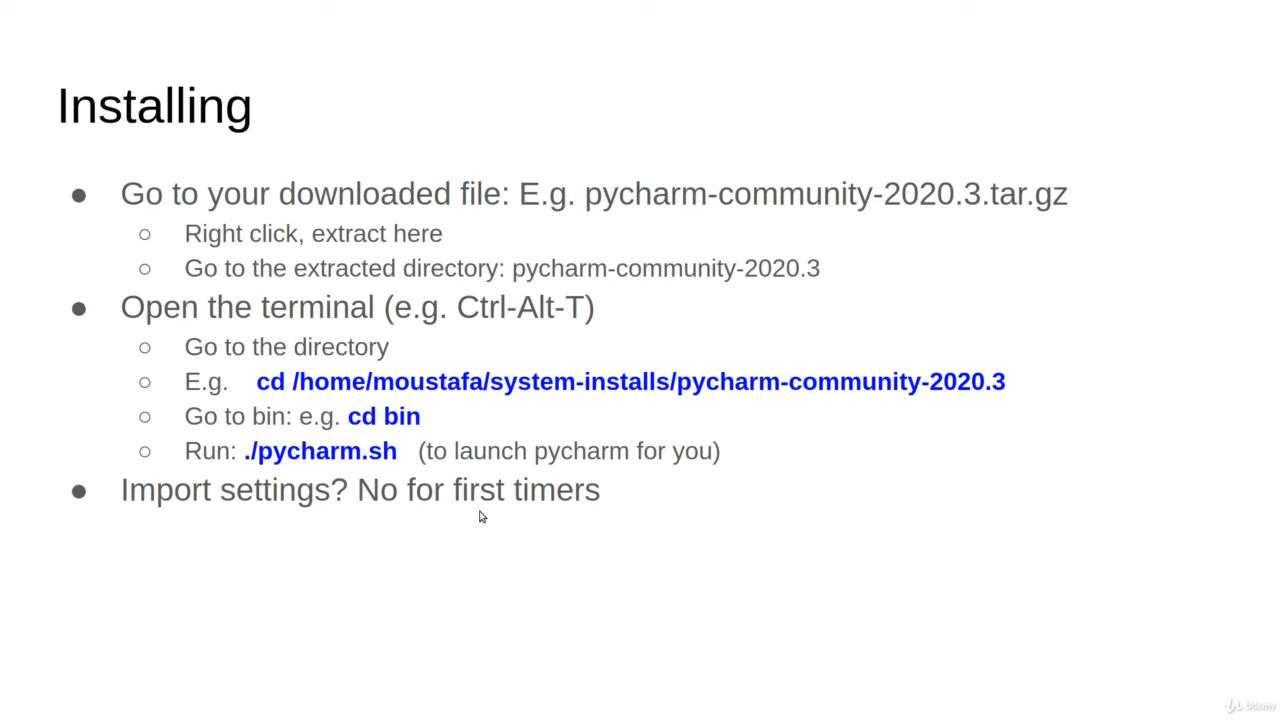 Installing
● Go to your downloaded file: E.g. pycharm-community-2020.3.tar.gz
○ Right click, extract here
○ Go to the extracted directory: pycharm-community-2020.3
● Open the terminal (e.g. Ctrl-Alt-T)
○ Go to the directory
○ E.g. cd /home/moustafa/system-installs/pycharm-community-2020.3
○ Go to bin: e.g. cd bin
○ Run: ./pycharm.sh (to launch pycharm for you)
● Import settings? No for first timers
Udemy